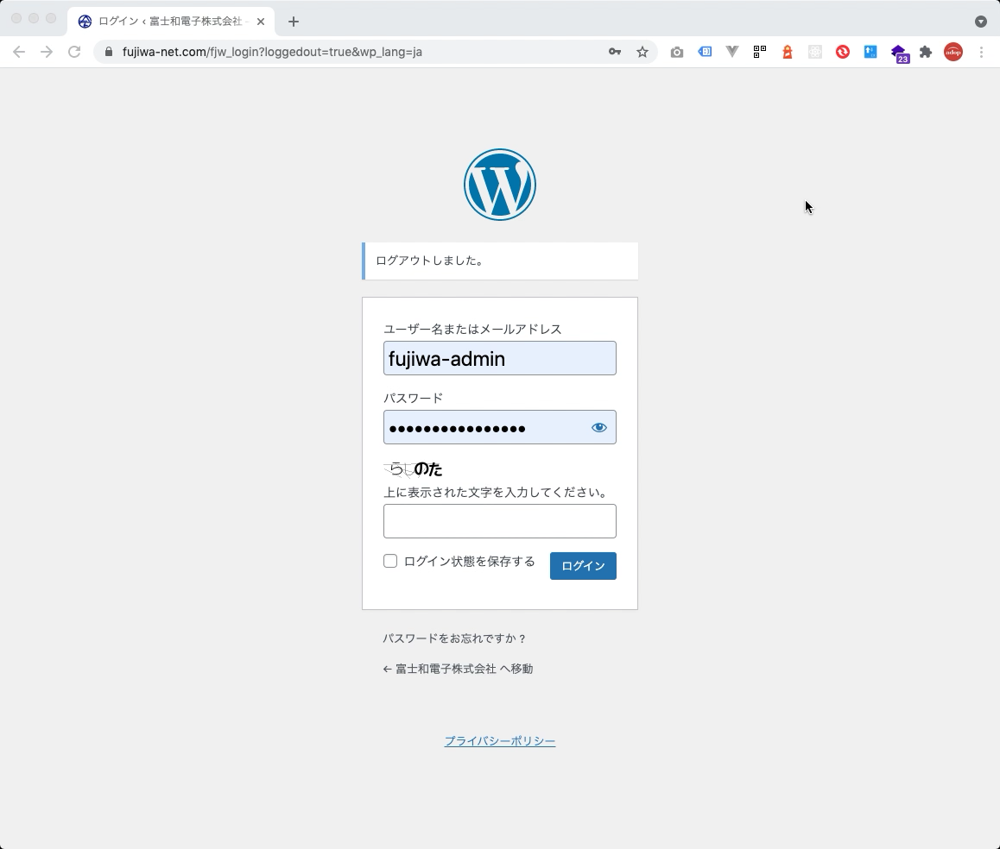 ログイン ‹ 富士和電子株式会社 -
fujiwa-net.com/fjw_login?loggedout=true&wp_lang=ja
23
adop
ログアウトしました。
ユーザー名またはメールアドレス
fujiwa-admin
パスワード
••••••••••••••••
上に表示された文字を入力してください。
ログイン状態を保存する
ログイン
パスワードをお忘れですか ?
← 富士和電子株式会社 へ移動
プライバシーポリシー